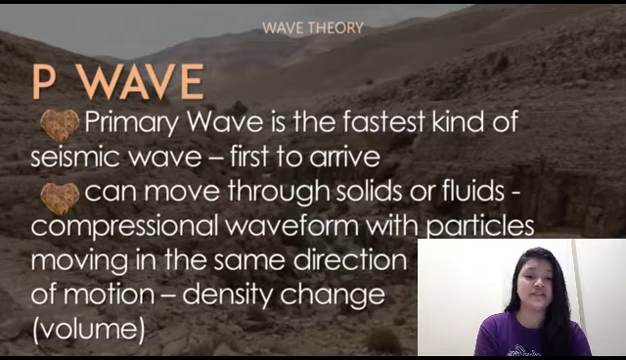 WAVE THEORY
P WAVE
Primary Wave is the fastest kind of
seismic wave – first to arrive
can move through solids or fluids -
compressional waveform with particles
moving in the same direction
of motion – density change
(volume)